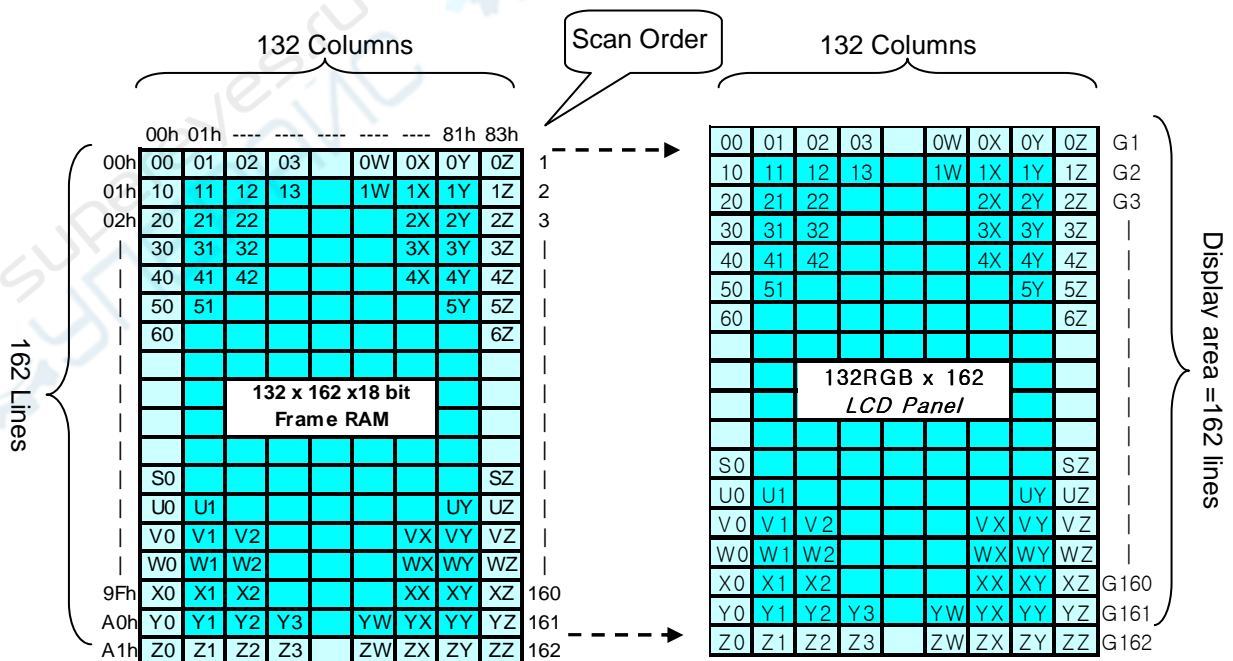 132 Columns
Scan Order
132 Columns
00h 01h ---- ---- ---- ---- ---- 81h 83h
00h 00 01 02 03 0W 0X 0Y 0Z 1
01h 10 11 12 13 1W 1X 1Y 1Z 2
02h 20 21 22 2X 2Y 2Z 3
30 31 32 3X 3Y 3Z
40 41 42 4X 4Y 4Z
50 51 5Y 5Z
60 6Z
132 x 162 x18 bit
Frame RAM
S0 SZ
U0 U1 UY UZ
V0 V1 V2 VX VY VZ
W0 W1 W2 WX WY WZ
9Fh X0 X1 X2 XX XY XZ 160
A0h Y0 Y1 Y2 Y3 YW YX YY YZ 161
A1h Z0 Z1 Z2 Z3 ZW ZX ZY ZZ 162
162 Lines
00 01 02 03 0W 0X 0Y 0Z G1
10 11 12 13 1W 1X 1Y 1Z G2
20 21 22 2X 2Y 2Z G3
30 31 32 3X 3Y 3Z
40 41 42 4X 4Y 4Z
50 51 5Y 5Z
60 6Z
132RGB x 162
LCD Panel
S0 SZ
U0 U1 UY UZ
V0 V1 V2 VX VY VZ
W0 W1 W2 WX WY WZ
X0 X1 X2 XX XY XZ G160
Y0 Y1 Y2 Y3 YW YX YY YZ G161
Z0 Z1 Z2 Z3 ZW ZX ZY ZZ G162
Display area =162 lines